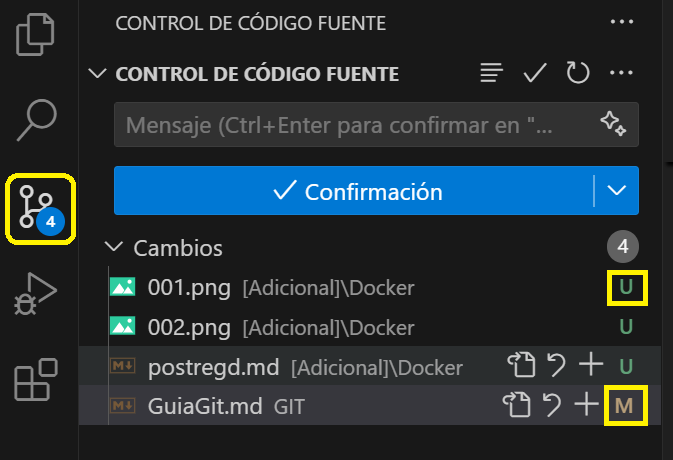 CONTROL DE CÓDIGO FUENTE
CONTROL DE CÓDIGO FUENTE
Mensaje (Ctrl+Enter para confirmar en "...
4
Confirmación
Cambios 4
001.png [Adicional]\Docker U
002.png [Adicional]\Docker U
postregd.md [Adicional]\Docker U
GuiaGit.md GIT M